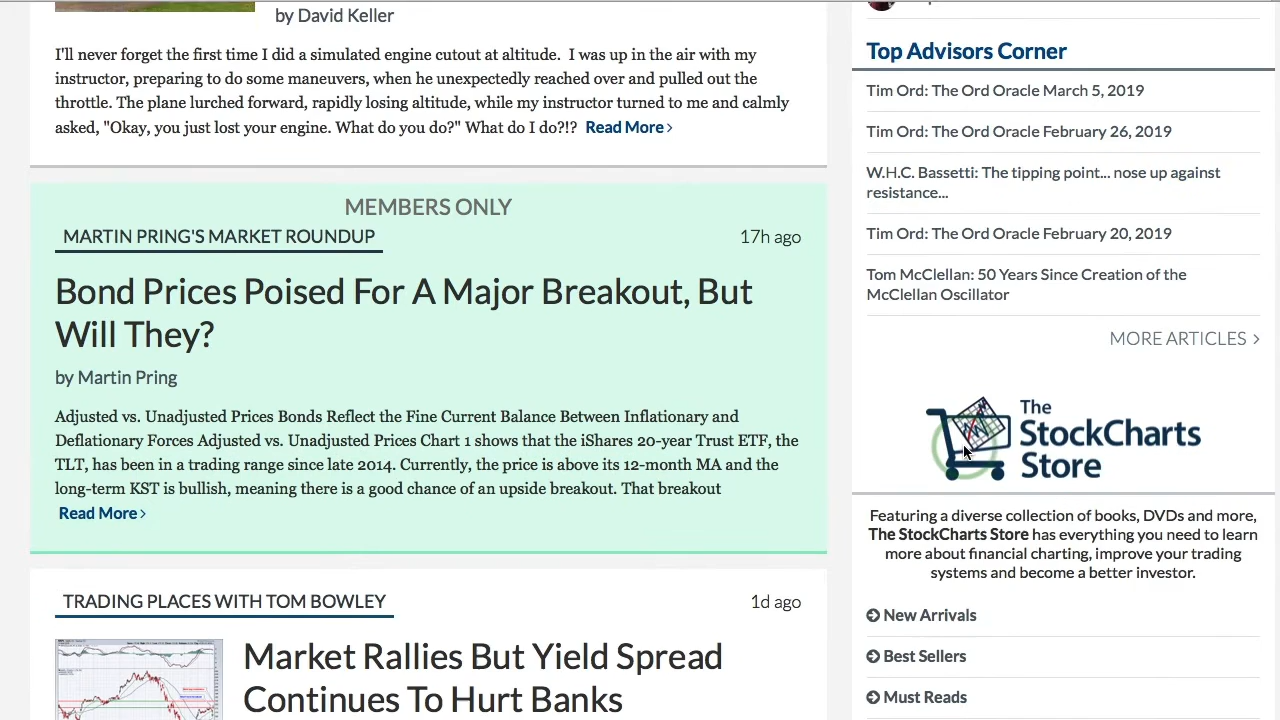 by David Keller
I'll never forget the first time I did a simulated engine cutout at altitude.  I was up in the air with my
instructor, preparing to do some maneuvers, when he unexpectedly reached over and pulled out the
throttle. The plane lurched forward, rapidly losing altitude, while my instructor turned to me and calmly
asked, "Okay, you just lost your engine. What do you do?" What do I do?!?  Read More ›
MEMBERS ONLY
MARTIN PRING'S MARKET ROUNDUP
17h ago
Bond Prices Poised For A Major Breakout, But
Will They?
by Martin Pring
Adjusted vs. Unadjusted Prices Bonds Reflect the Fine Current Balance Between Inflationary and
Deflationary Forces Adjusted vs. Unadjusted Prices Chart 1 shows that the iShares 20-year Trust ETF, the
TLT, has been in a trading range since late 2014. Currently, the price is above its 12-month MA and the
long-term KST is bullish, meaning there is a good chance of an upside breakout. That breakout
Read More ›
TRADING PLACES WITH TOM BOWLEY
1d ago
Market Rallies But Yield Spread
Continues To Hurt Banks
Top Advisors Corner
Tim Ord: The Ord Oracle March 5, 2019
Tim Ord: The Ord Oracle February 26, 2019
W.H.C. Bassetti: The tipping point... nose up against
resistance...
Tim Ord: The Ord Oracle February 20, 2019
Tom McClellan: 50 Years Since Creation of the
McClellan Oscillator
MORE ARTICLES ›
The
StockCharts
Store
Featuring a diverse collection of books, DVDs and more,
The StockCharts Store has everything you need to learn
more about financial charting, improve your trading
systems and become a better investor.
New Arrivals
Best Sellers
Must Reads